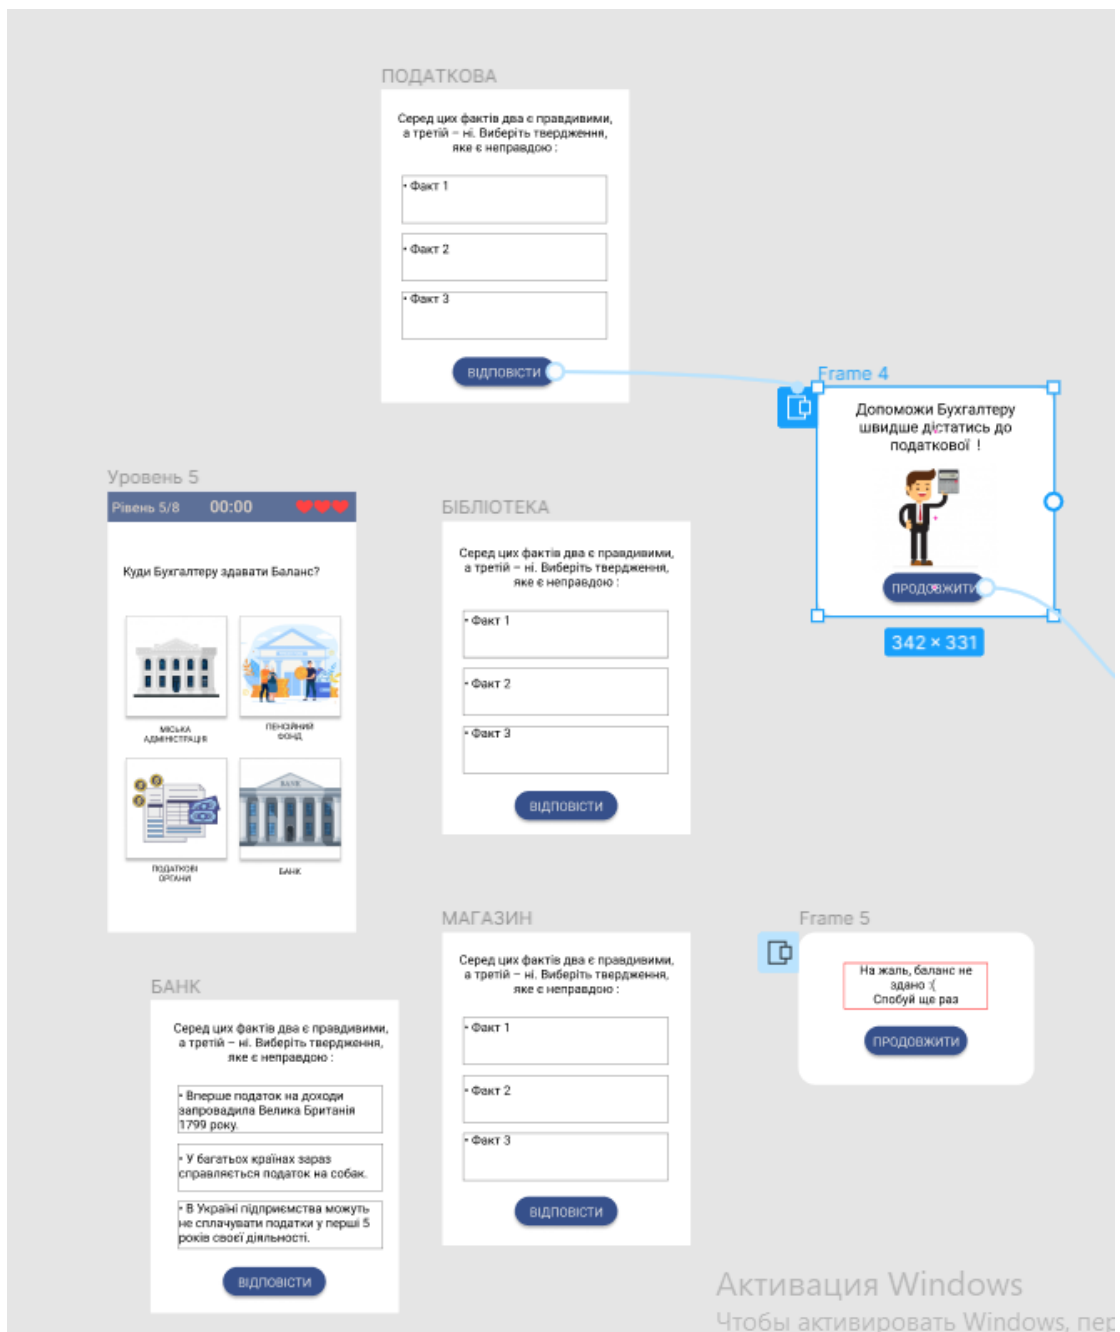 ПОДАТКОВА
Серед цих фактів два є правдивими,
а третій – ні. Виберіть твердження,
яке є неправдою :
• Факт 1
• Факт 2
• Факт 3
ВІДПОВІСТИ
Frame 4
Допоможи Бухгалтеру
швидше дістатись до
податкової !
ПРОДОВЖИТИ
342 × 331
Уровень 5
Рівень 5/8 00:00
Куди Бухгалтеру здавати Баланс?
МІСЬКА
АДМІНІСТРАЦІЯ
ПЕНСІЙНИЙ
ФОНД
BANK
ПОДАТКОВІ
ОРГАНИ
БАНК
БІБЛІОТЕКА
Серед цих фактів два є правдивими,
а третій – ні. Виберіть твердження,
яке є неправдою :
• Факт 1
• Факт 2
• Факт 3
ВІДПОВІСТИ
МАГАЗИН
Серед цих фактів два є правдивими,
а третій – ні. Виберіть твердження,
яке є неправдою :
• Факт 1
• Факт 2
• Факт 3
ВІДПОВІСТИ
Frame 5
На жаль, баланс не
здано :(
Спобуй ще раз
ПРОДОВЖИТИ
БАНК
Серед цих фактів два є правдивими,
а третій – ні. Виберіть твердження,
яке є неправдою :
• Вперше податок на доходи
запровадила Велика Британія
1799 року.
• У багатьох країнах зараз
справляється податок на собак.
• В Україні підприємства можуть
не сплачувати податки у перші 5
років своєї діяльності.
ВІДПОВІСТИ
Активация Windows
Чтобы активировать Windows, пер